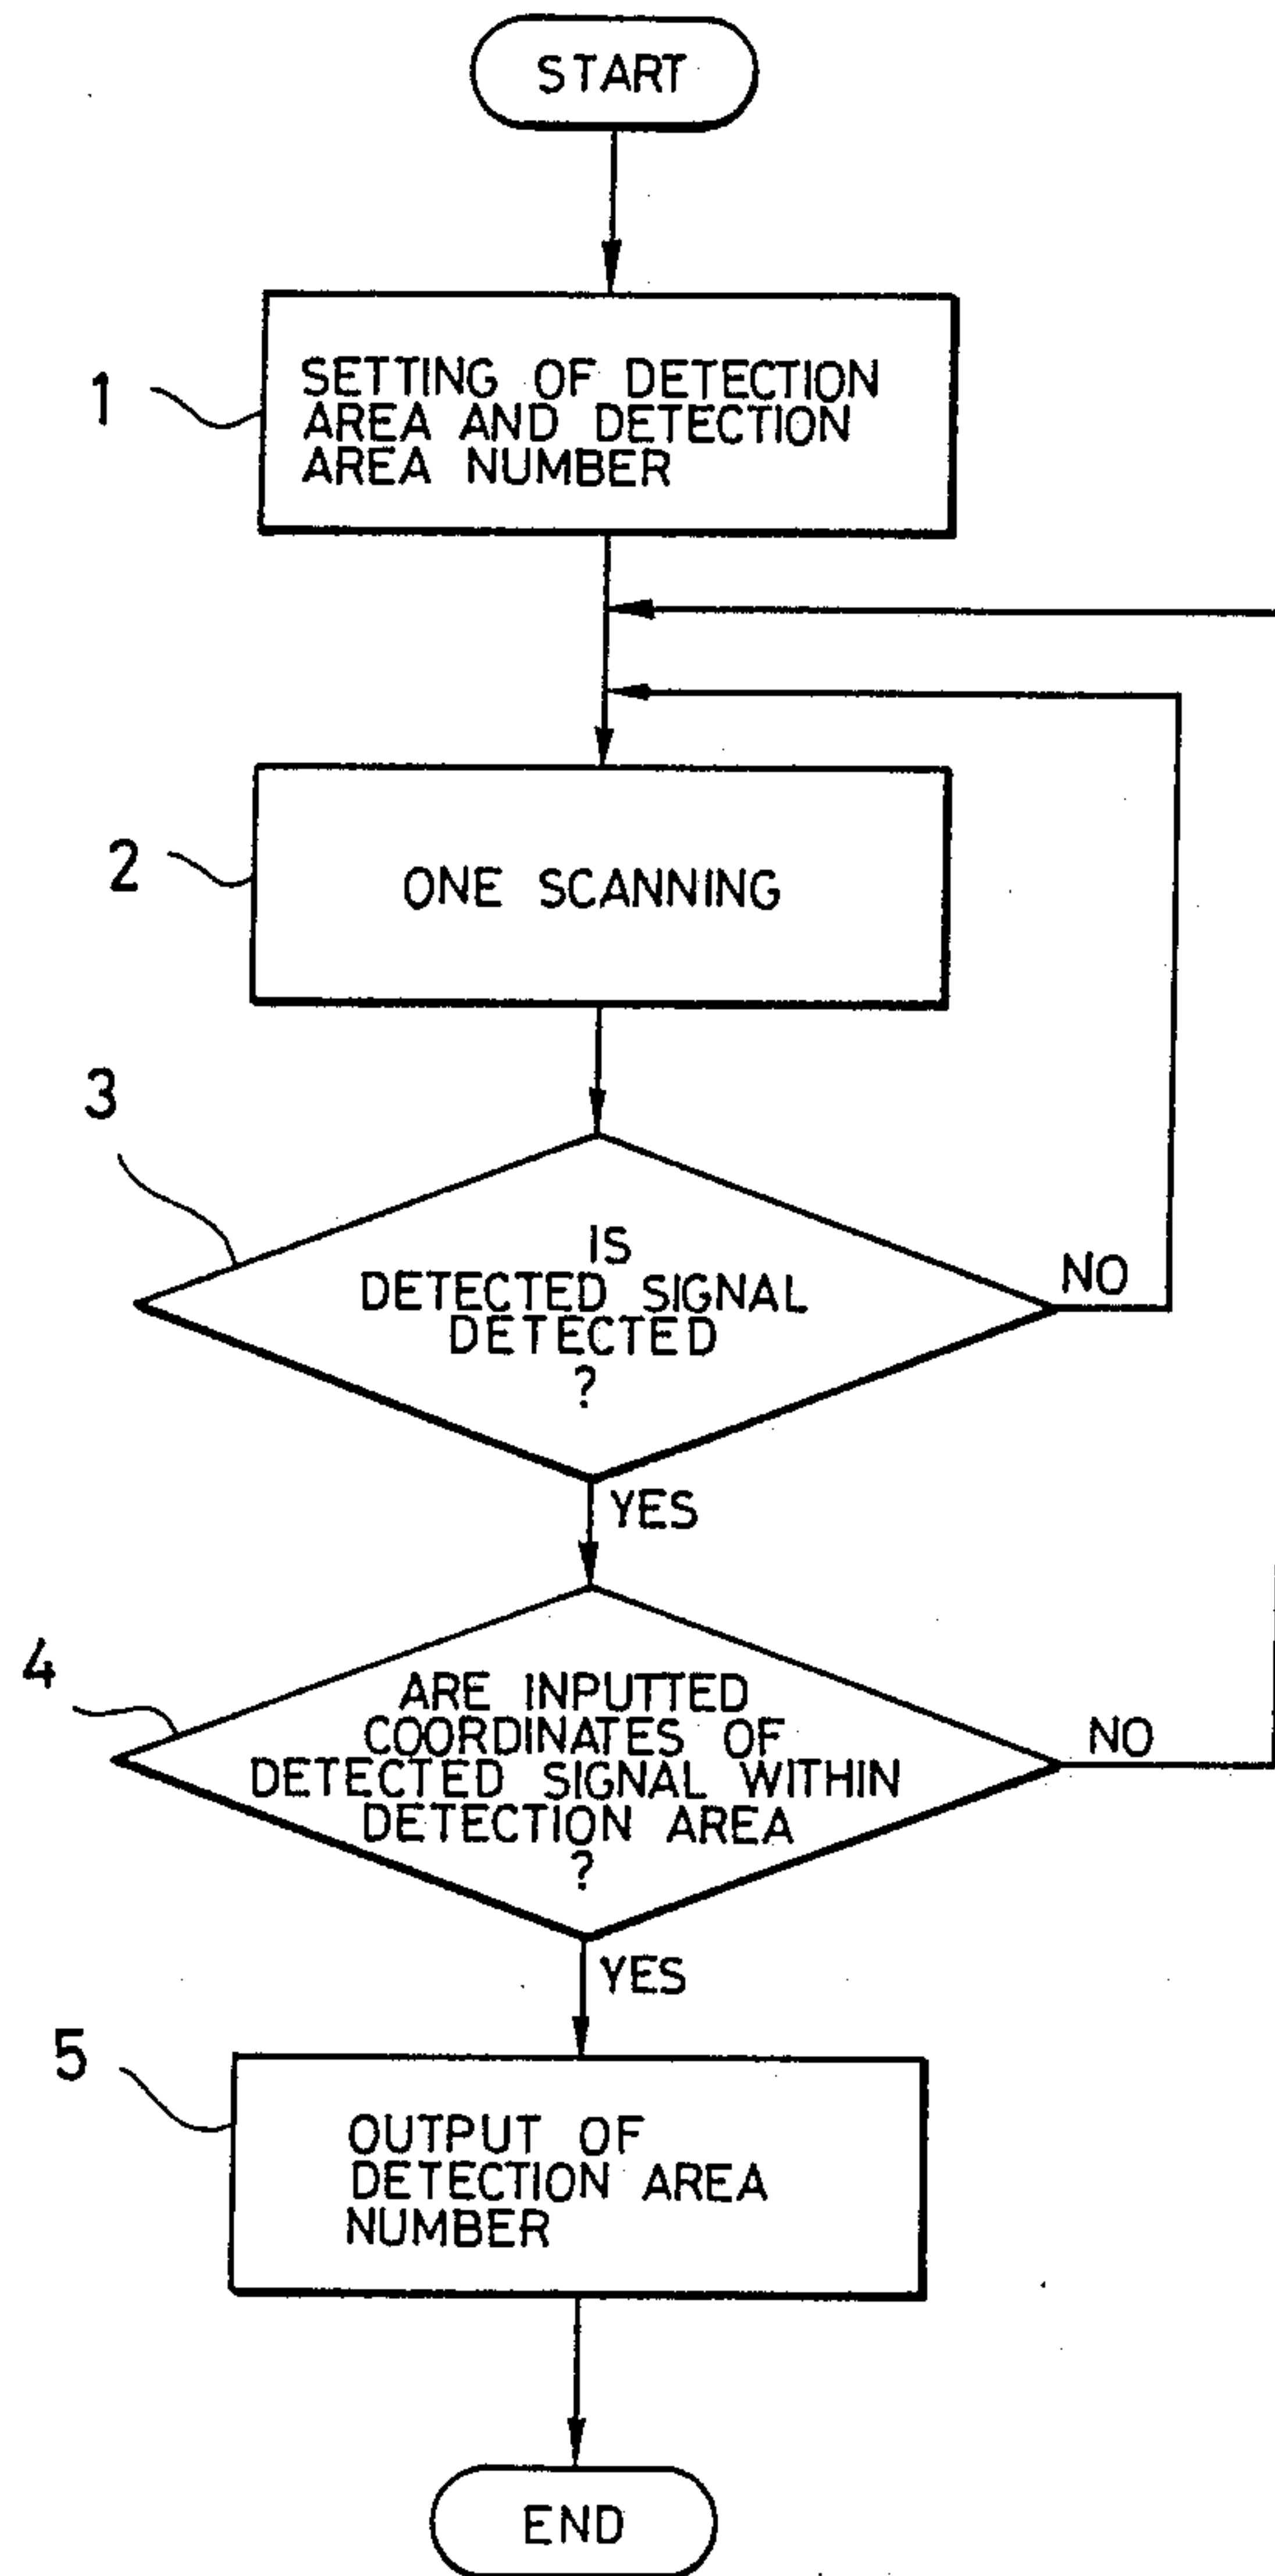 START
1
SETTING OF DETECTION
AREA AND DETECTION
AREA NUMBER
2
ONE SCANNING
3
IS
DETECTED SIGNAL
DETECTED
?
NO
YES
4
ARE INPUTTED
COORDINATES OF
DETECTED SIGNAL WITHIN
DETECTION AREA
?
NO
YES
5
OUTPUT OF
DETECTION AREA
NUMBER
END